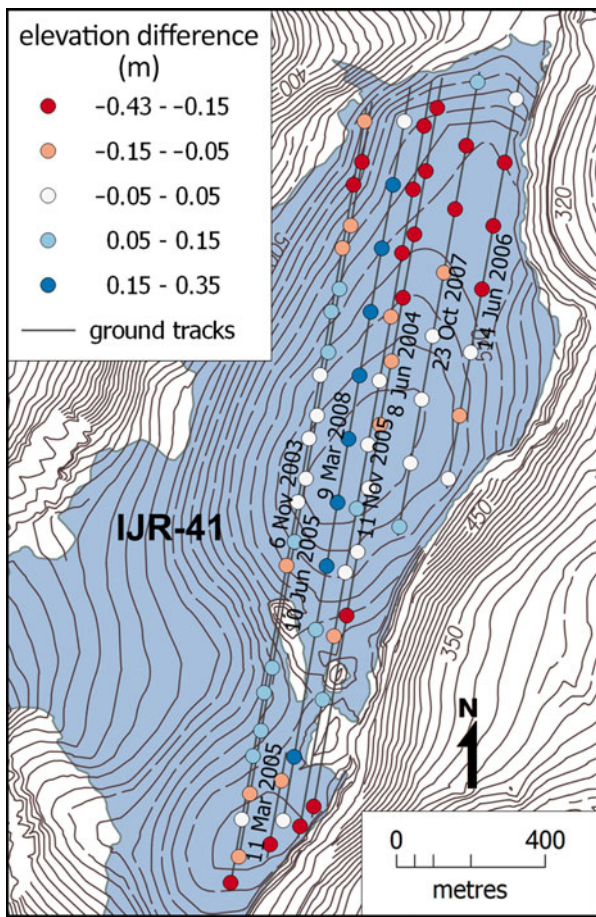 elevation difference
(m)
−0.43 - −0.15
−0.15 - −0.05
−0.05 - 0.05
0.05 - 0.15
0.15 - 0.35
ground tracks
400
320
14 Jun 2006
23 Oct 2007
8 Jun 2004
9 Mar 2008
11 Nov 2005
6 Nov 2003
10 Jun 2005
IJR-41
450
350
11 Mar 2005
N
0 400
metres